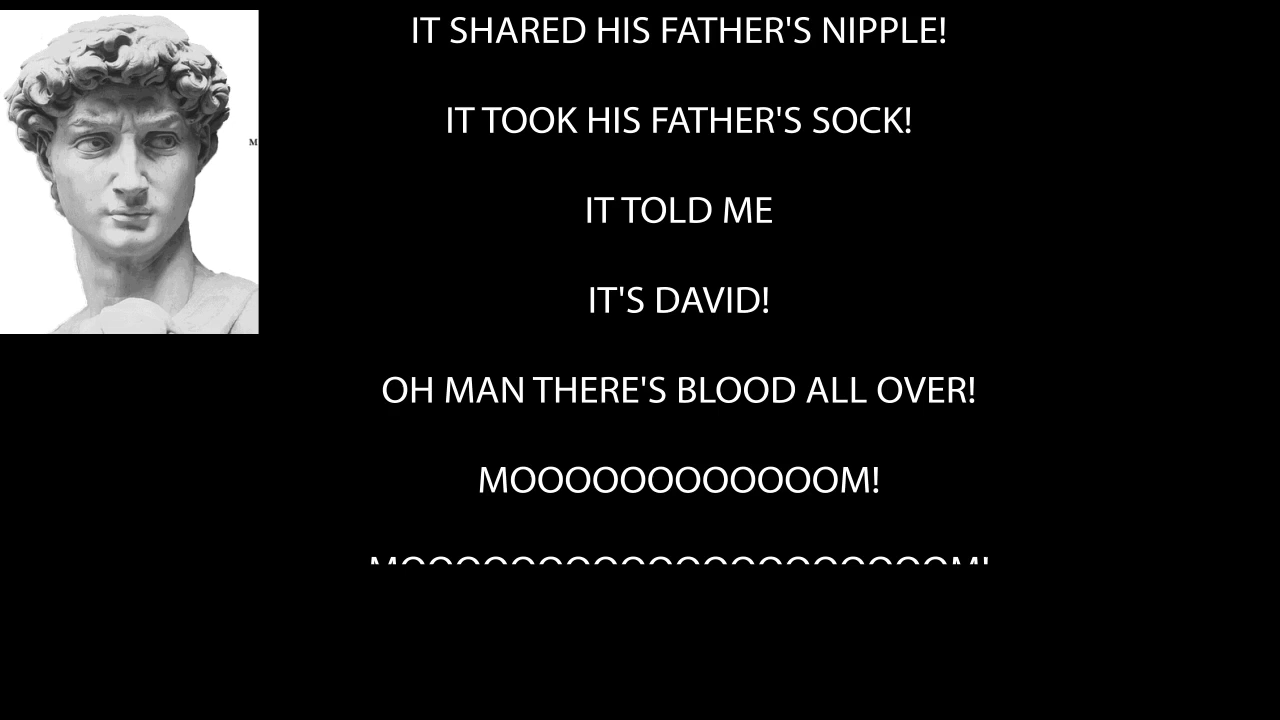 IT SHARED HIS FATHER'S NIPPLE!
IT TOOK HIS FATHER'S SOCK!
M
IT TOLD ME
IT'S DAVID!
OH MAN THERE'S BLOOD ALL OVER!
MOOOOOOOOOOOOM!